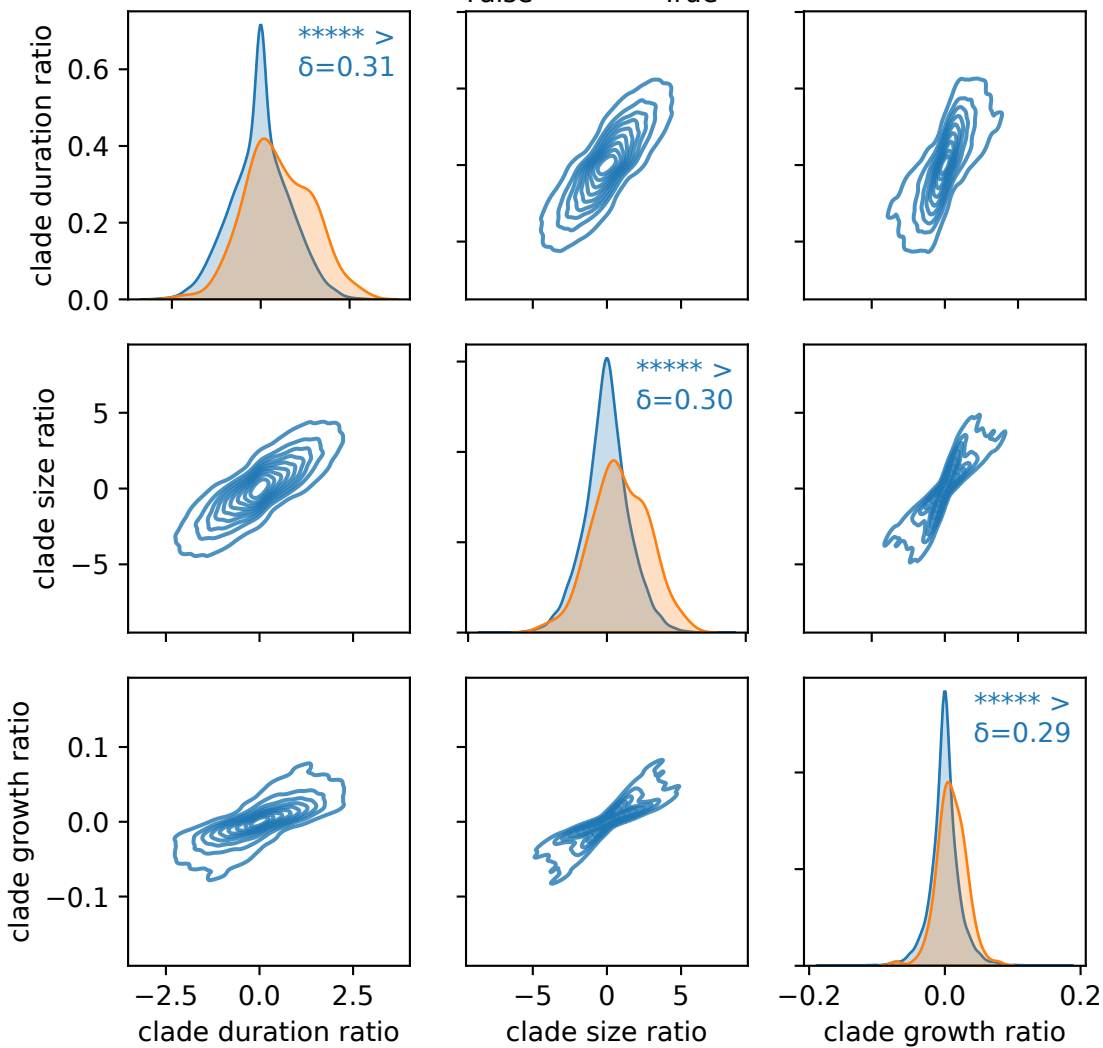 True
clade duration ratio
0.6
0.4
0.2
0.0
***** >
δ=0.31
clade size ratio
5
0
−5
***** >
δ=0.30
clade growth ratio
0.1
0.0
−0.1
***** >
δ=0.29
−2.5 0.0 2.5
−5 0 5
−0.2 0.0 0.2
clade duration ratio
clade size ratio
clade growth ratio